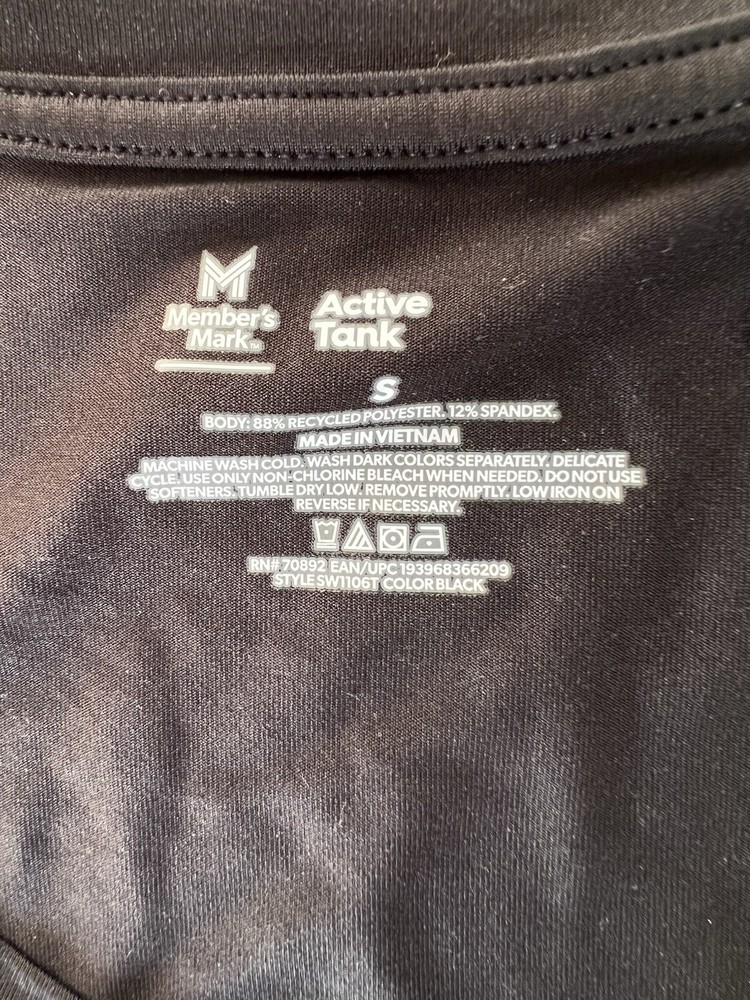 M
Member's
Mark™
Active
Tank
S
BODY: 88% RECYCLED POLYESTER. 12% SPANDEX.
MADE IN VIETNAM
MACHINE WASH COLD. WASH DARK COLORS SEPARATELY. DELICATE
CYCLE. USE ONLY NON-CHLORINE BLEACH WHEN NEEDED. DO NOT USE
SOFTENERS. TUMBLE DRY LOW. REMOVE PROMPTLY. LOW IRON ON
REVERSE IF NECESSARY.
RN# 70892 EAN/UPC 193968366209
STYLE SW1106T COLOR BLACK